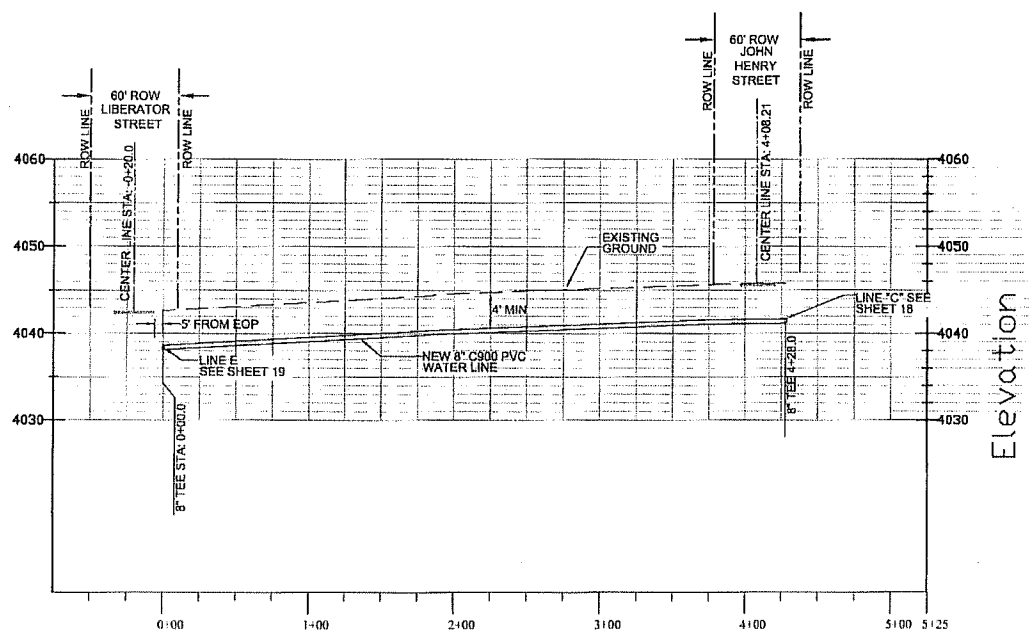 60' ROW
JOHN
HENRY
STREET
ROW LINE
ROW LINE
60' ROW
LIBERATOR
STREET
ROW LINE
ROW LINE
CENTER LINE STA: -0+20.0
CENTER LINE STA: 4+08.21
4060
4060
4050
4050
EXISTING
GROUND
4' MIN
LINE "C" SEE
SHEET 18
4040
4040
5' FROM EOP
LINE E
SEE SHEET 19
NEW 8" C900 PVC
WATER LINE
8" TEE 4+28.0
8" TEE STA: 0+00.0
4030
4030
Elevation
0+00
1+00
2+00
3+00
4+00
5+00
5+25